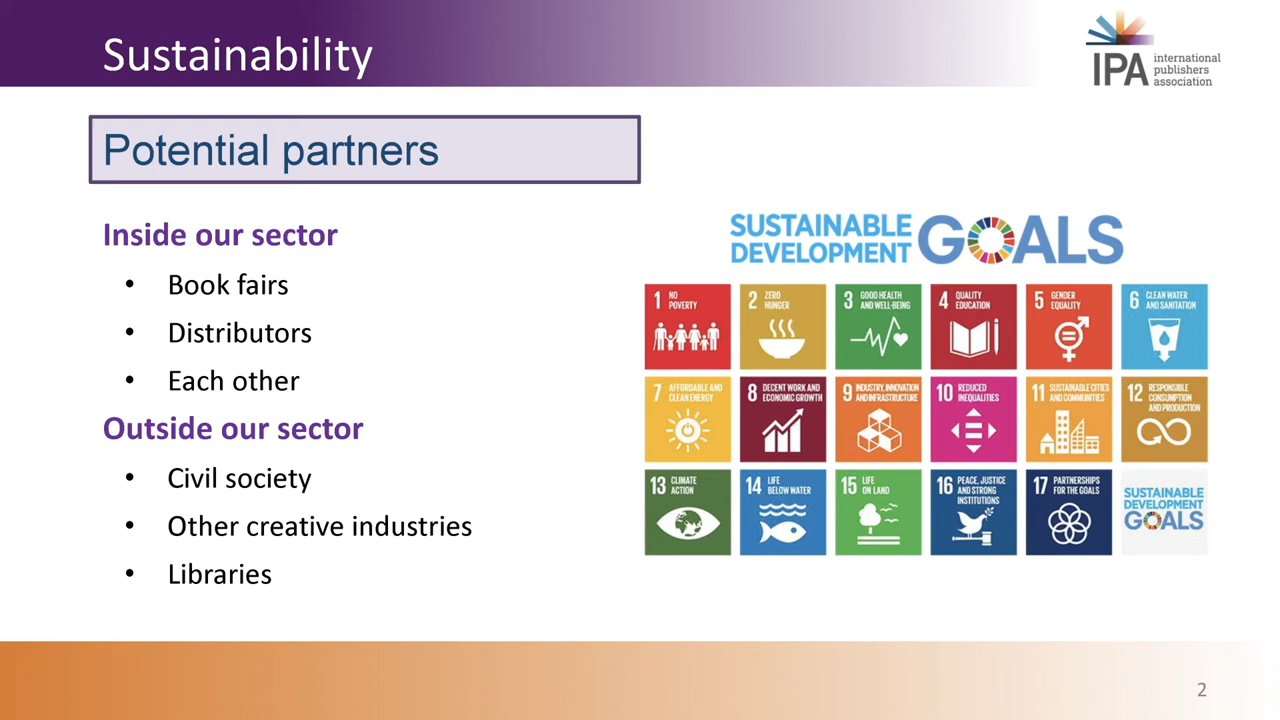 Sustainability
IPA
international
publishers
association
Potential partners
Inside our sector
• Book fairs
• Distributors
• Each other
Outside our sector
• Civil society
• Other creative industries
• Libraries
SUSTAINABLE
DEVELOPMENT
GOALS
1 NO
POVERTY
2 ZERO
HUNGER
3 GOOD HEALTH
AND WELL-BEING
4 QUALITY
EDUCATION
5 GENDER
EQUALITY
6 CLEAN WATER
AND SANITATION
7 AFFORDABLE AND
CLEAN ENERGY
8 DECENT WORK AND
ECONOMIC GROWTH
9 INDUSTRY, INNOVATION
AND INFRASTRUCTURE
10 REDUCED
INEQUALITIES
11 SUSTAINABLE CITIES
AND COMMUNITIES
12 RESPONSIBLE
CONSUMPTION
AND PRODUCTION
13 CLIMATE
ACTION
14 LIFE
BELOW WATER
15 LIFE
ON LAND
16 PEACE, JUSTICE
AND STRONG
INSTITUTIONS
17 PARTNERSHIPS
FOR THE GOALS
SUSTAINABLE
DEVELOPMENT
GOALS
2